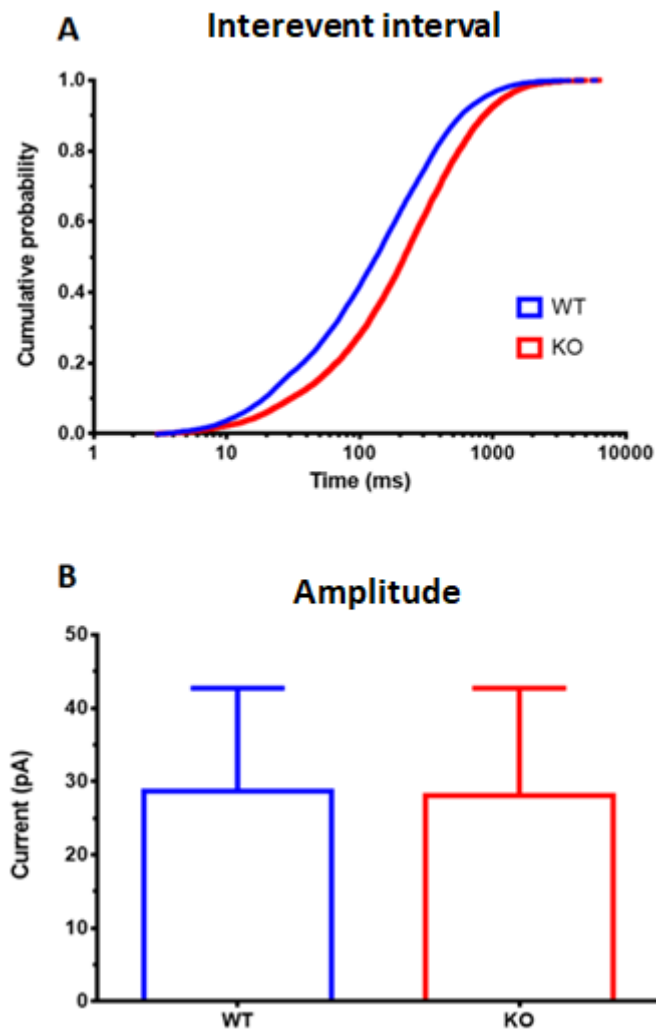 A
Interevent interval
Cumulative probability
1.0
0.8
0.6
0.4
0.2
0.0
WT
KO
1 10 100 1000 10000
Time (ms)
B
Amplitude
Current (pA)
50
40
30
20
10
0
WT KO